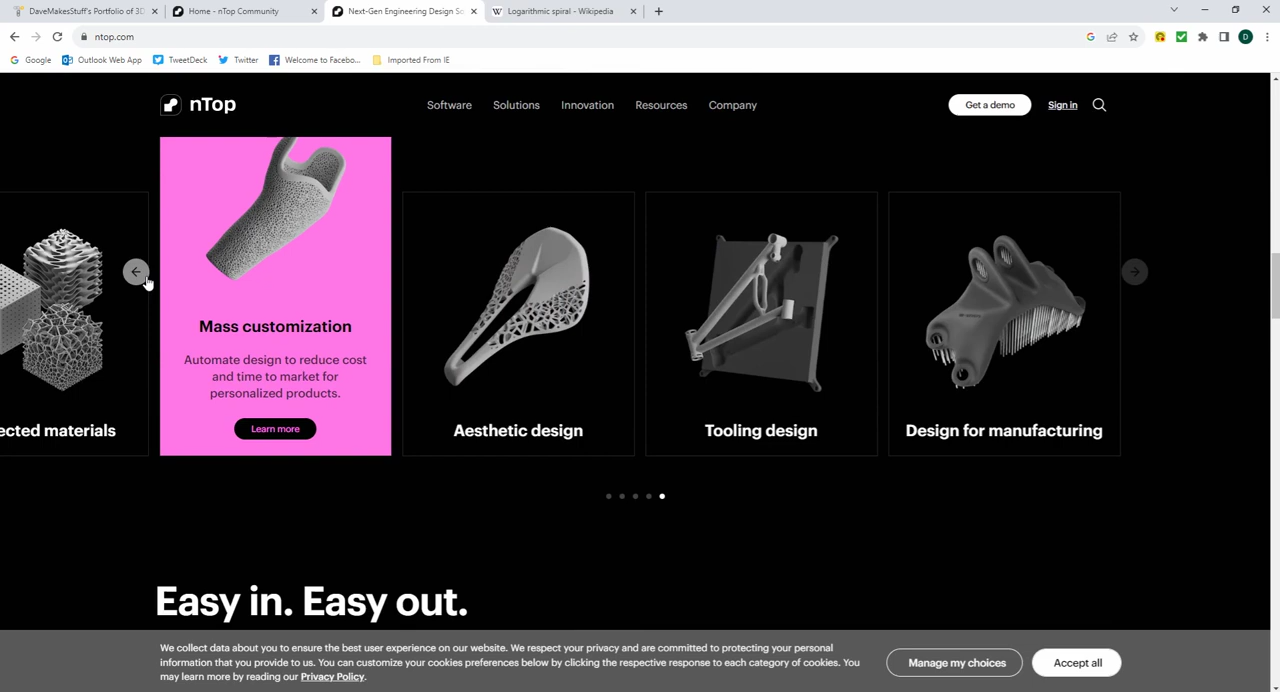 DaveMakesStuff's Portfolio of 3D
Home - nTop Community
Next-Gen Engineering Design So
Logarithmic spiral - Wikipedia
ntop.com
D
Google
Outlook Web App
TweetDeck
Twitter
Welcome to Facebo...
Imported From IE
nTop
Software
Solutions
Innovation
Resources
Company
Get a demo
Sign in
ected materials
Mass customization
Automate design to reduce cost
and time to market for
personalized products.
Learn more
Aesthetic design
Tooling design
Design for manufacturing
Easy in. Easy out.
We collect data about you to ensure the best user experience on our website. We respect your privacy and are committed to protecting your personal
information that you provide to us. You can customize your cookies preferences below by clicking the respective response to each category of cookies. You
may learn more by reading our Privacy Policy.
Manage my choices
Accept all